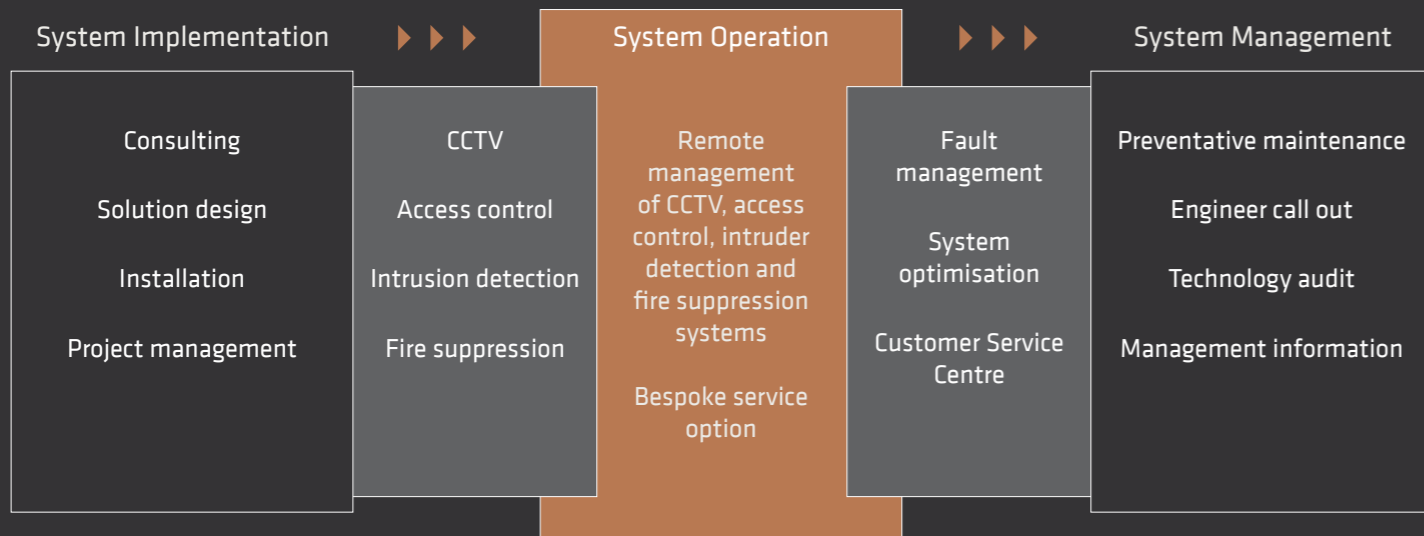 System Implementation
System Operation
System Management
Consulting
Solution design
Installation
Project management
CCTV
Access control
Intrusion detection
Fire suppression
Remote
management
of CCTV, access
control, intruder
detection and
fire suppression
systems
Bespoke service
option
Fault
management
System
optimisation
Customer Service
Centre
Preventative maintenance
Engineer call out
Technology audit
Management information